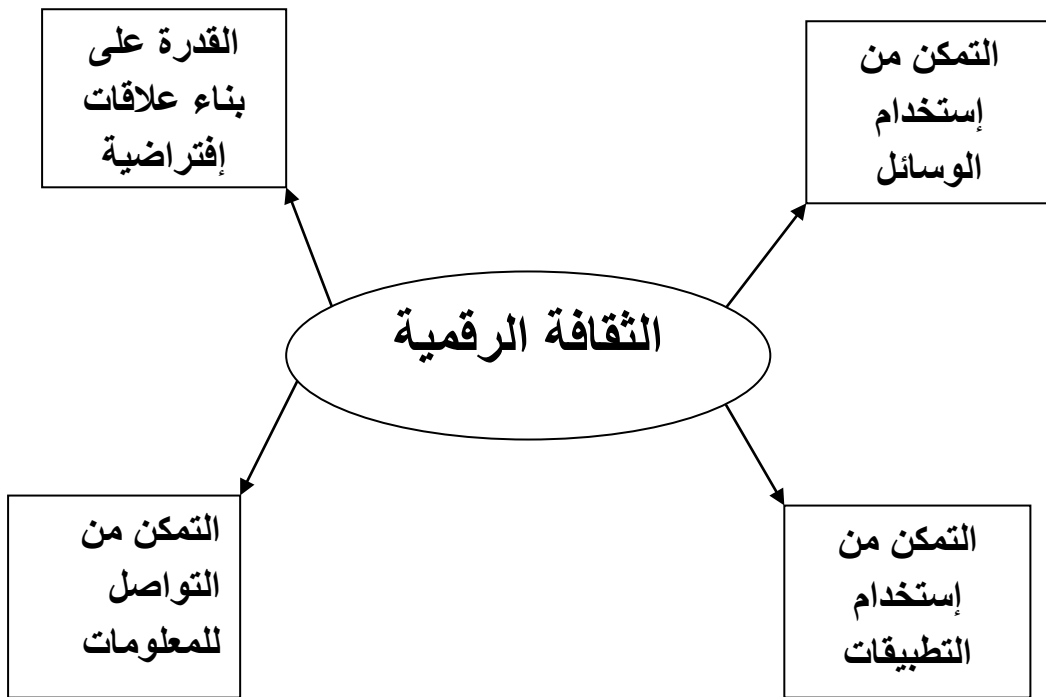 التمكن من
إستخدام
الوسائل
القدرة على
بناء علاقات
إفتراضية
الثقافة الرقمية
التمكن من
إستخدام
التطبيقات
التمكن من
التواصل
للمعلومات